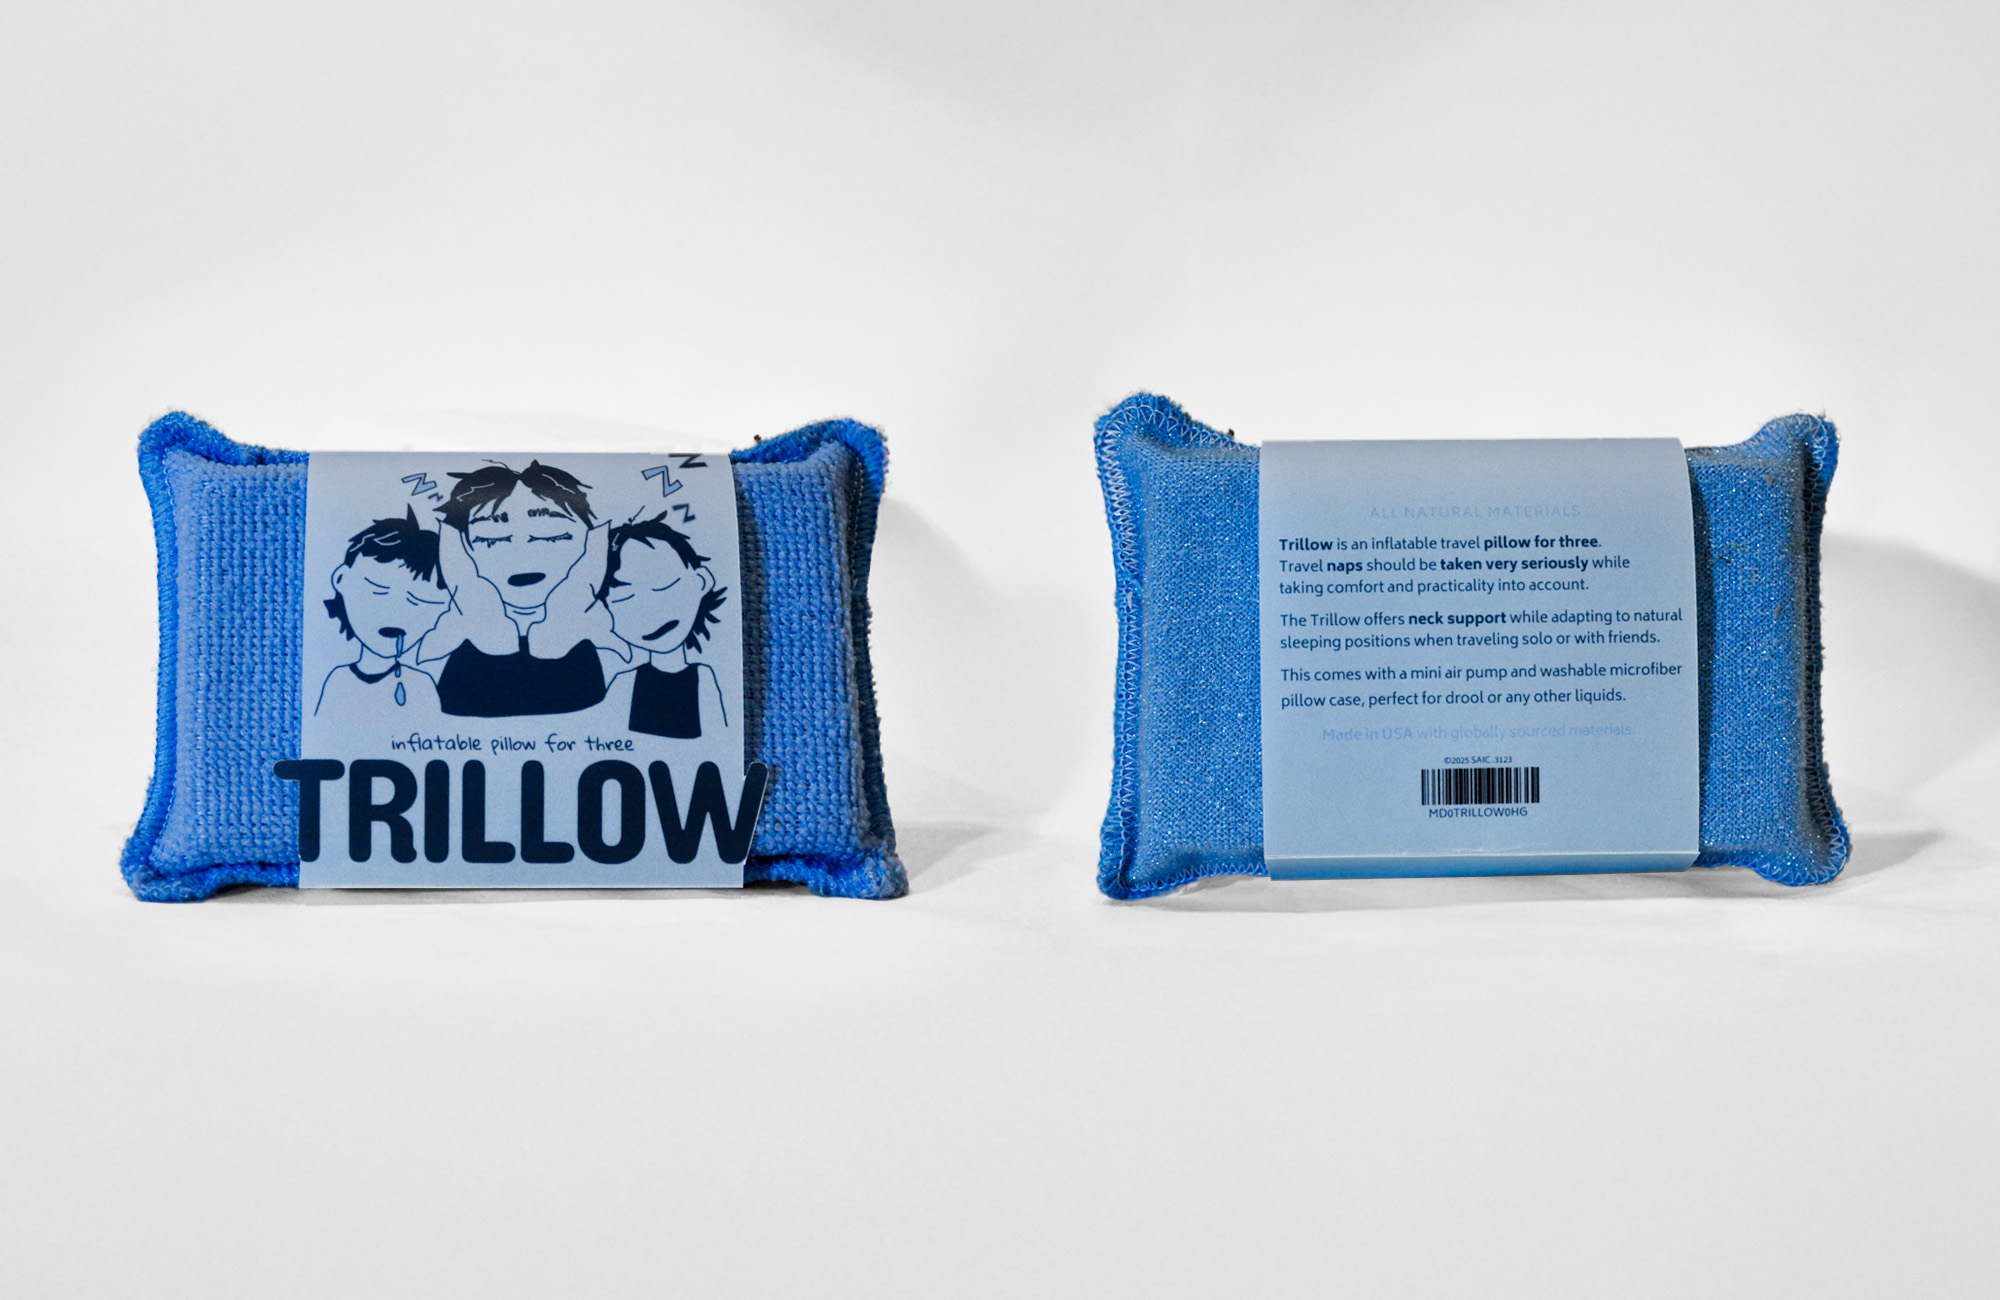 z z
z z
z
inflatable pillow for three
TRILLOW
ALL NATURAL MATERIALS
Trillow is an inflatable travel pillow for three.
Travel naps should be taken very seriously while
taking comfort and practicality into account.
The Trillow offers neck support while adapting to natural
sleeping positions when traveling solo or with friends.
This comes with a mini air pump and washable microfiber
pillow case, perfect for drool or any other liquids.
Made in USA with globally sourced materials.
©2025 SAIC .3123
MD0TRILLOW0HG